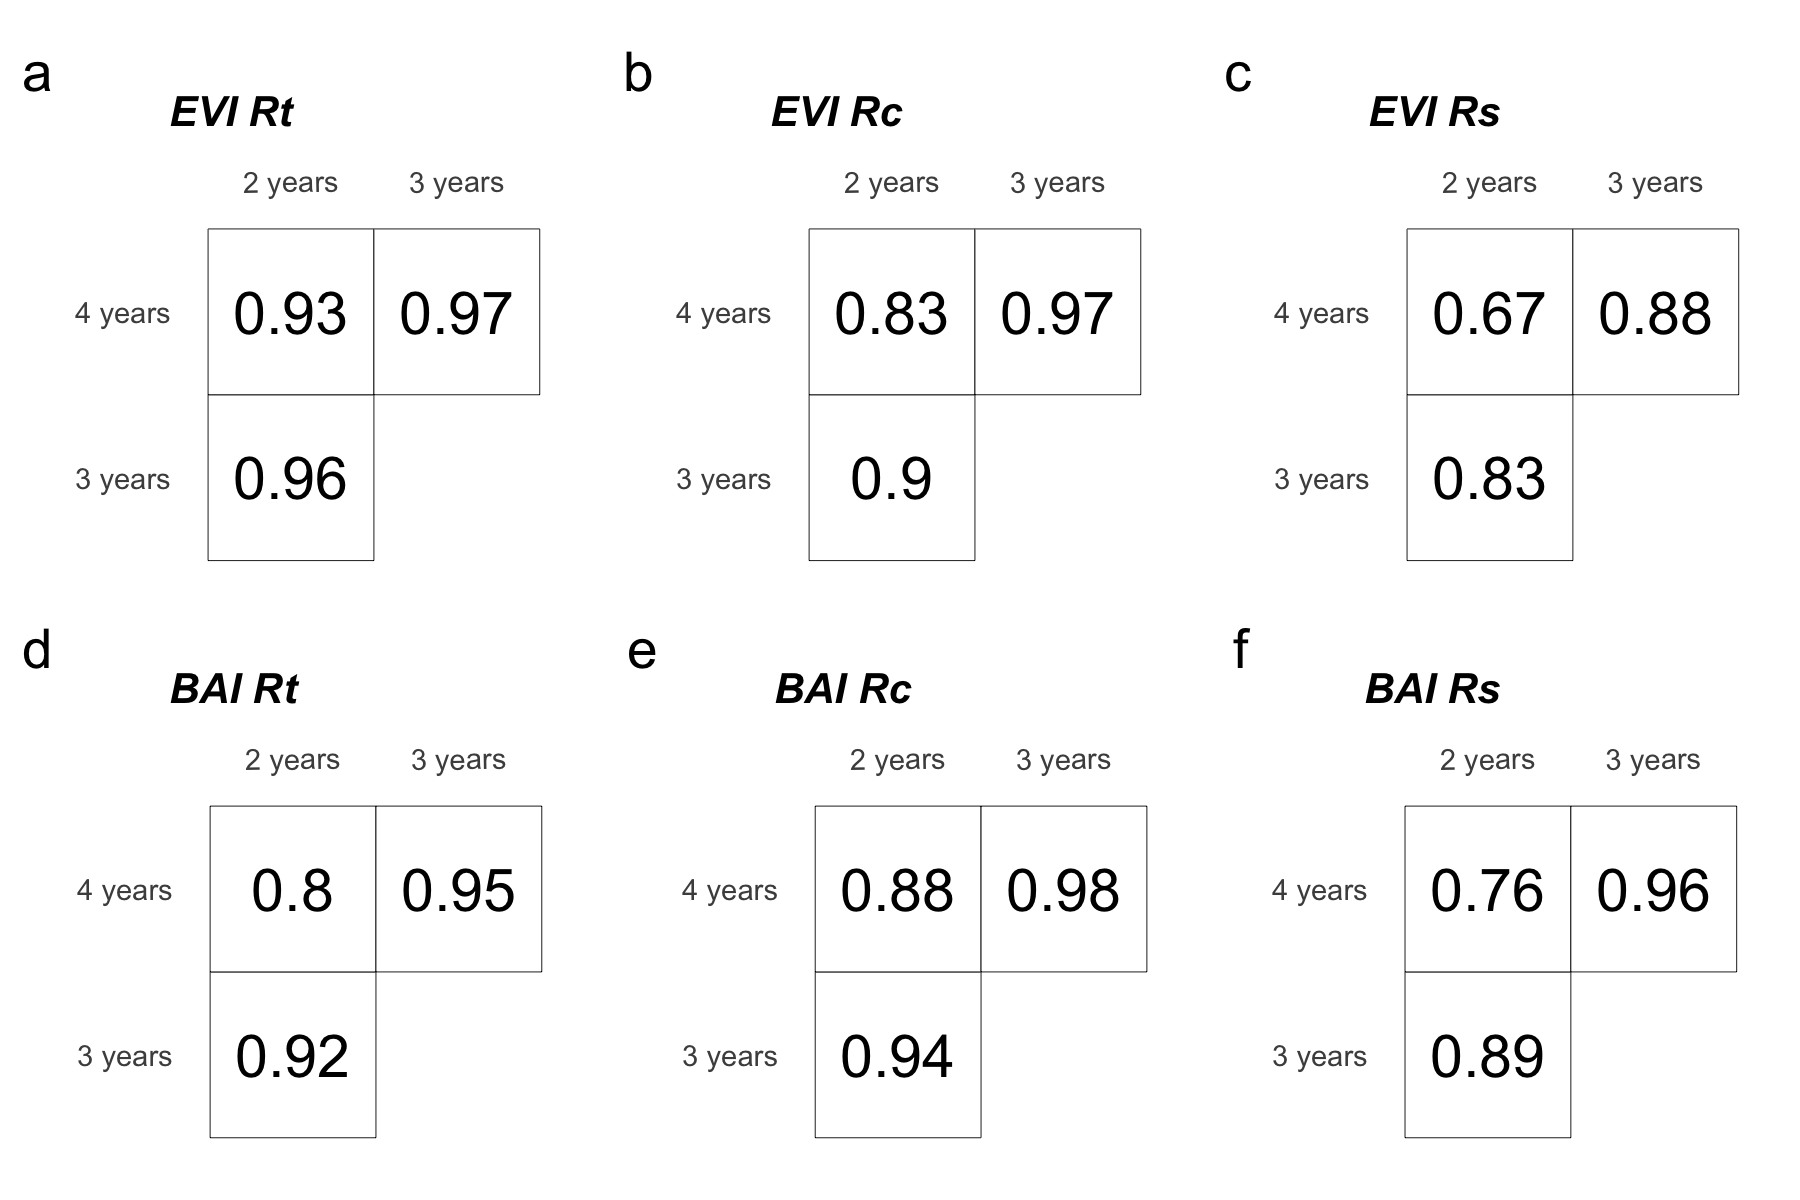 a
EVI Rt
2 years 3 years
4 years 0.93 0.97
3 years 0.96
b
EVI Rc
2 years 3 years
4 years 0.83 0.97
3 years 0.9
c
EVI Rs
2 years 3 years
4 years 0.67 0.88
3 years 0.83
d
BAI Rt
2 years 3 years
4 years 0.8 0.95
3 years 0.92
e
BAI Rc
2 years 3 years
4 years 0.88 0.98
3 years 0.94
f
BAI Rs
2 years 3 years
4 years 0.76 0.96
3 years 0.89